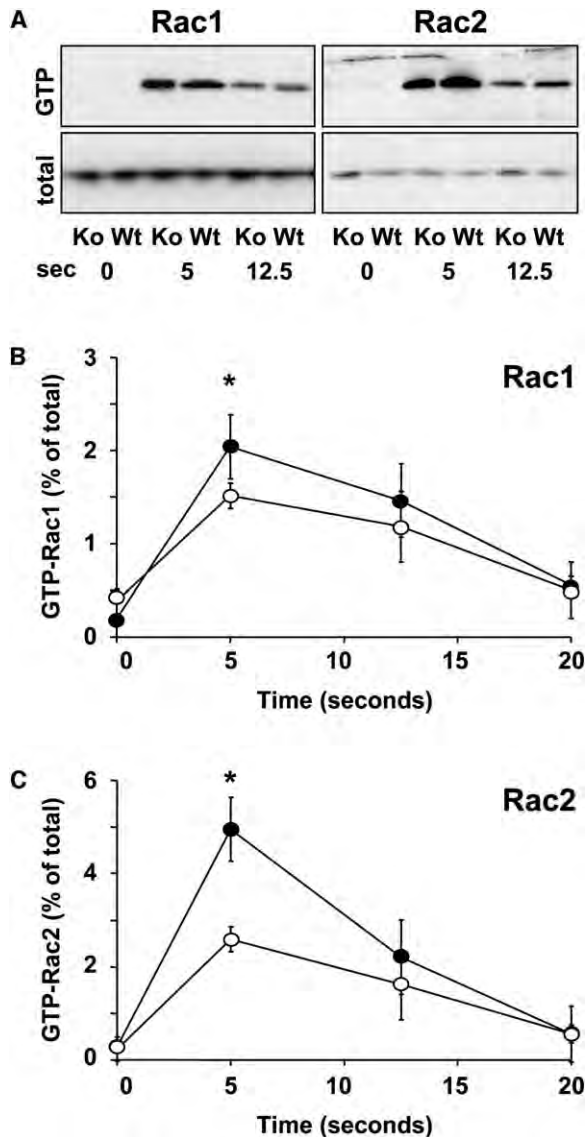 A
Rac1 Rac2
GTP
total
Ko Wt Ko Wt Ko Wt Ko Wt Ko Wt Ko Wt
sec 0 5 12.5 0 5 12.5
B
Rac1
*
GTP-Rac1 (% of total)
3
2
1
0
0 5 10 15 20
Time (seconds)
C
Rac2
*
GTP-Rac2 (% of total)
6
4
2
0
0 5 10 15 20
Time (seconds)